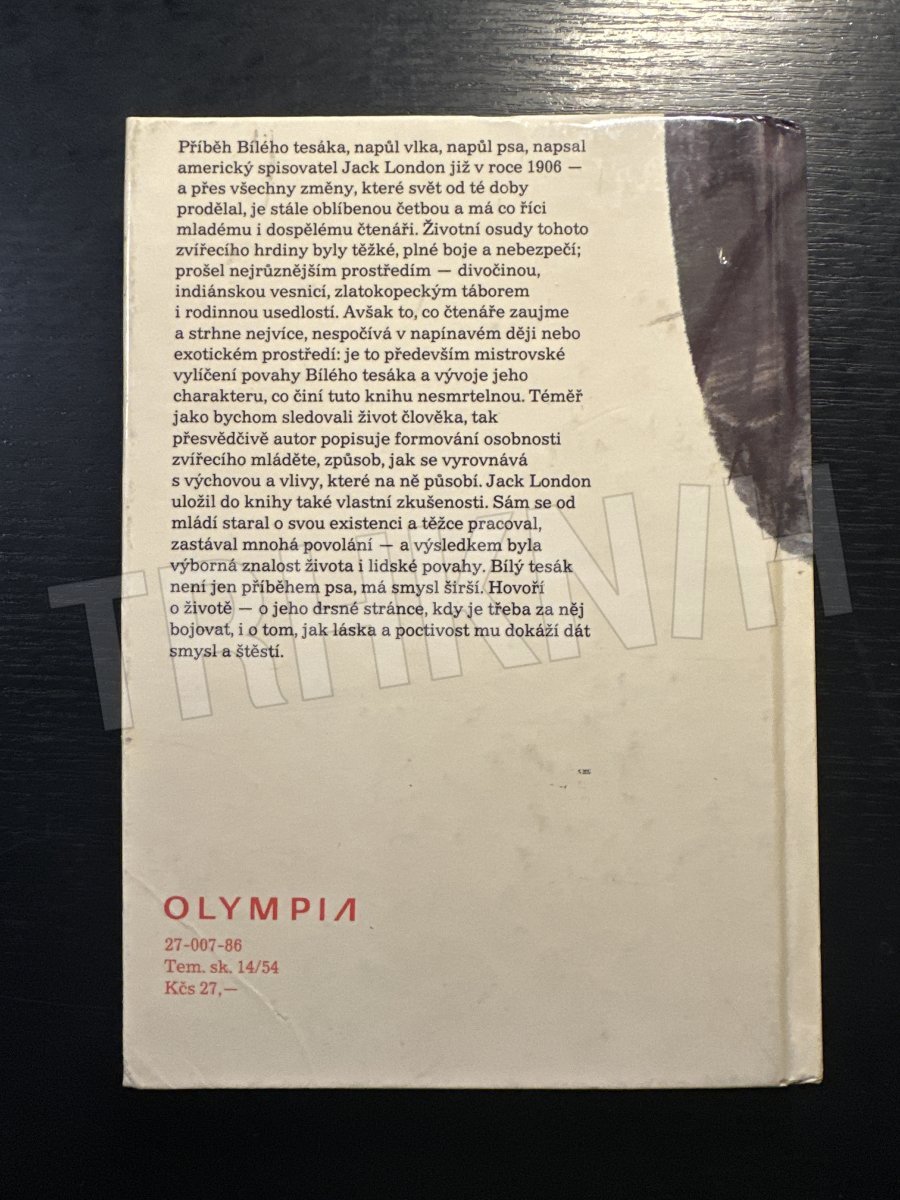 Příběh Bílého tesáka, napůl vlka, napůl psa, napsal
americký spisovatel Jack London již v roce 1906 —
a přes všechny změny, které svět od té doby
prodělal, je stále oblíbenou četbou a má co říci
mladému i dospělému čtenáři. Životní osudy tohoto
zvířecího hrdiny byly těžké, plné boje a nebezpečí;
prošel nejrůznějším prostředím — divočinou,
indiánskou vesnicí, zlatokopeckým táborem
i rodinnou usedlostí. Avšak to, co čtenáře zaujme
a strhne nejvíce, nespočívá v napínavém ději nebo
exotickém prostředí: je to především mistrovské
vylíčení povahy Bílého tesáka a vývoje jeho
charakteru, co činí tuto knihu nesmrtelnou. Téměř
jako bychom sledovali život člověka, tak
přesvědčivě autor popisuje formování osobnosti
zvířecího mláděte, způsob, jak se vyrovnává
s výchovou a vlivy, které na ně působí. Jack London
uložil do knihy také vlastní zkušenosti. Sám se od
mládí staral o svou existenci a těžce pracoval,
zastával mnohá povolání — a výsledkem byla
výborná znalost života i lidské povahy. Bílý tesák
není jen příběhem psa, má smysl širší. Hovoří
o životě — o jeho drsné stránce, kdy je třeba za něj
bojovat, i o tom, jak láska a poctivost mu dokáží dát
smysl a štěstí.
TRHKNIH
OLYMPIA
27-007-86
Tem. sk. 14/54
Kčs 27,—